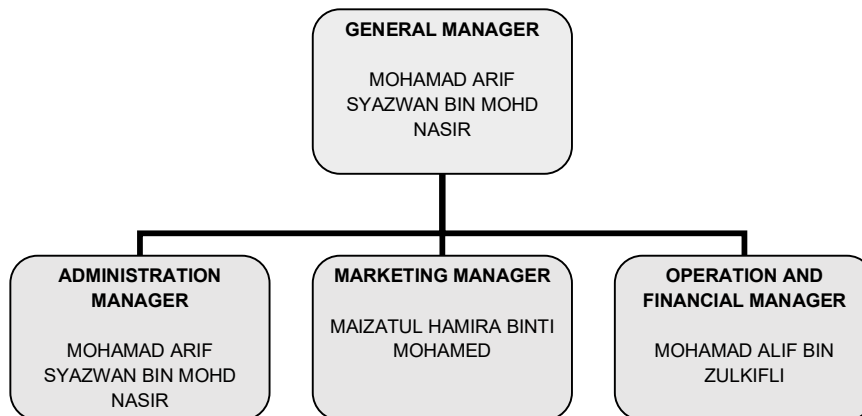 GENERAL MANAGER
MOHAMAD ARIF
SYAZWAN BIN MOHD
NASIR
ADMINISTRATION
MANAGER
MOHAMAD ARIF
SYAZWAN BIN MOHD
NASIR
MARKETING MANAGER
MAIZATUL HAMIRA BINTI
MOHAMED
OPERATION AND
FINANCIAL MANAGER
MOHAMAD ALIF BIN
ZULKIFLI